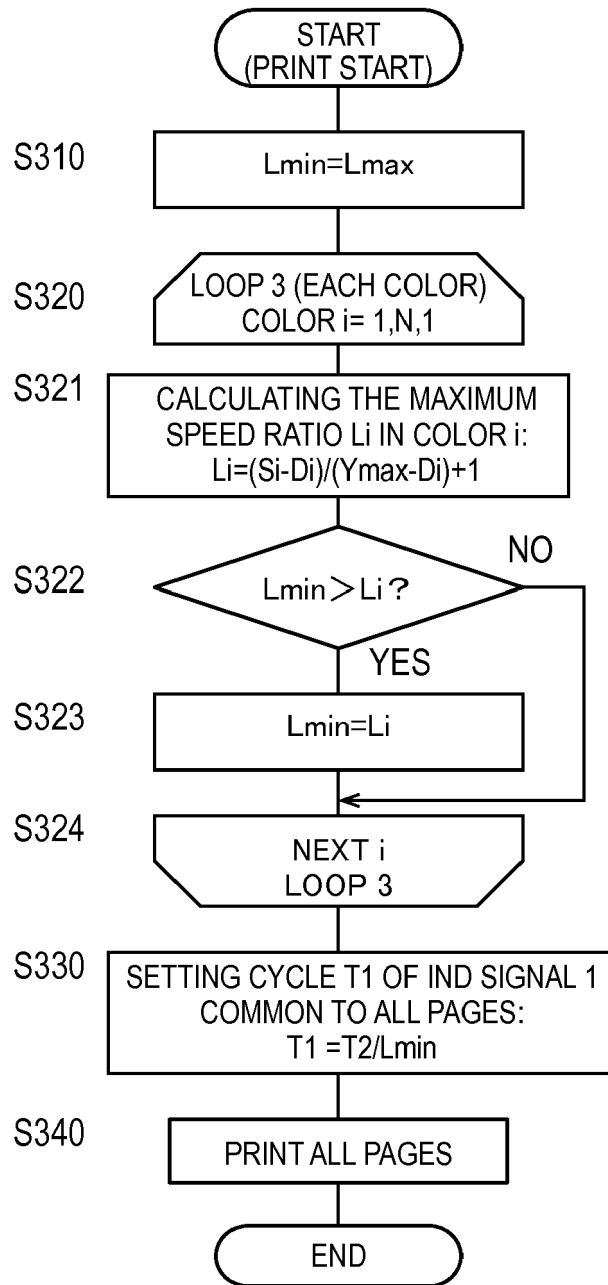 START
(PRINT START)
S310
Lmin=Lmax
S320
LOOP 3 (EACH COLOR)
COLOR i= 1,N,1
S321
CALCULATING THE MAXIMUM
SPEED RATIO Li IN COLOR i:
Li=(Si-Di)/(Ymax-Di)+1
S322
Lmin>Li?
NO
YES
S323
Lmin=Li
S324
NEXT i
LOOP 3
S330
SETTING CYCLE T1 OF IND SIGNAL 1
COMMON TO ALL PAGES:
T1 =T2/Lmin
S340
PRINT ALL PAGES
END